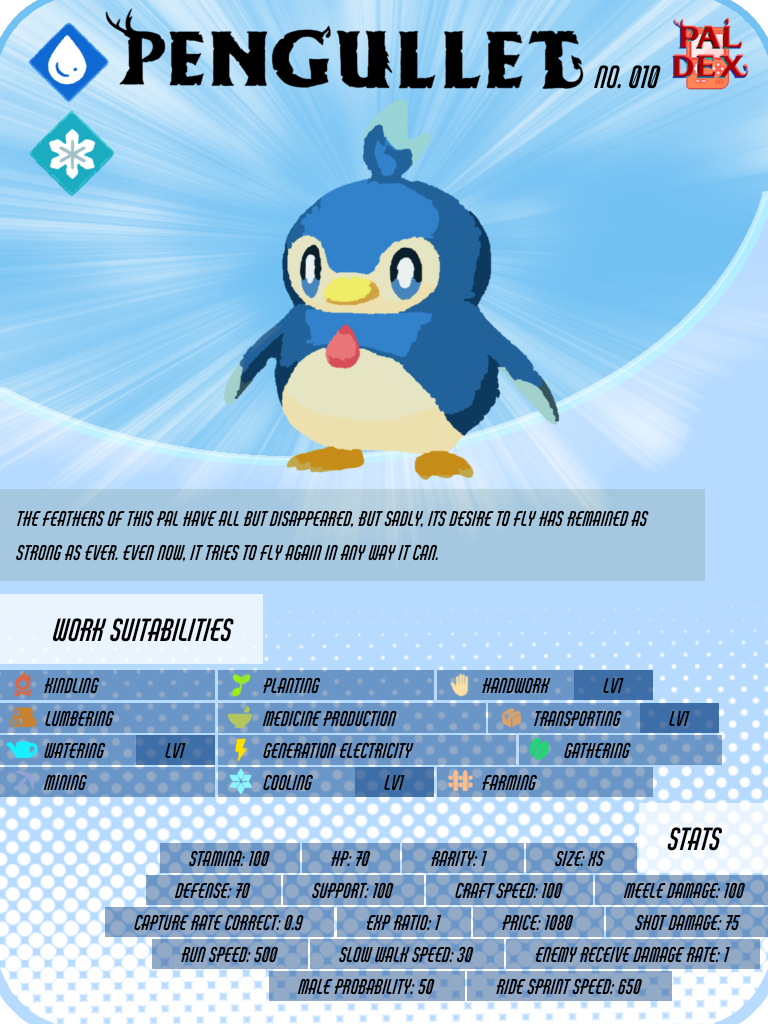 PENGULLET NO. 010
PAL
DEX
THE FEATHERS OF THIS PAL HAVE ALL BUT DISAPPEARED, BUT SADLY, ITS DESIRE TO FLY HAS REMAINED AS
STRONG AS EVER. EVEN NOW, IT TRIES TO FLY AGAIN IN ANY WAY IT CAN.
WORK SUITABILITIES
KINDLING PLANTING HANDWORK LV1
LUMBERING MEDICINE PRODUCTION TRANSPORTING LV1
WATERING LV1 GENERATION ELECTRICITY GATHERING
MINING COOLING LV1 FARMING
STATS
STAMINA: 100 HP: 70 RARITY: 1 SIZE: XS
DEFENSE: 70 SUPPORT: 100 CRAFT SPEED: 100 MEELE DAMAGE: 100
CAPTURE RATE CORRECT: 0.9 EXP RATIO: 1 PRICE: 1080 SHOT DAMAGE: 75
RUN SPEED: 500 SLOW WALK SPEED: 30 ENEMY RECEIVE DAMAGE RATE: 1
MALE PROBABILITY: 50 RIDE SPRINT SPEED: 650